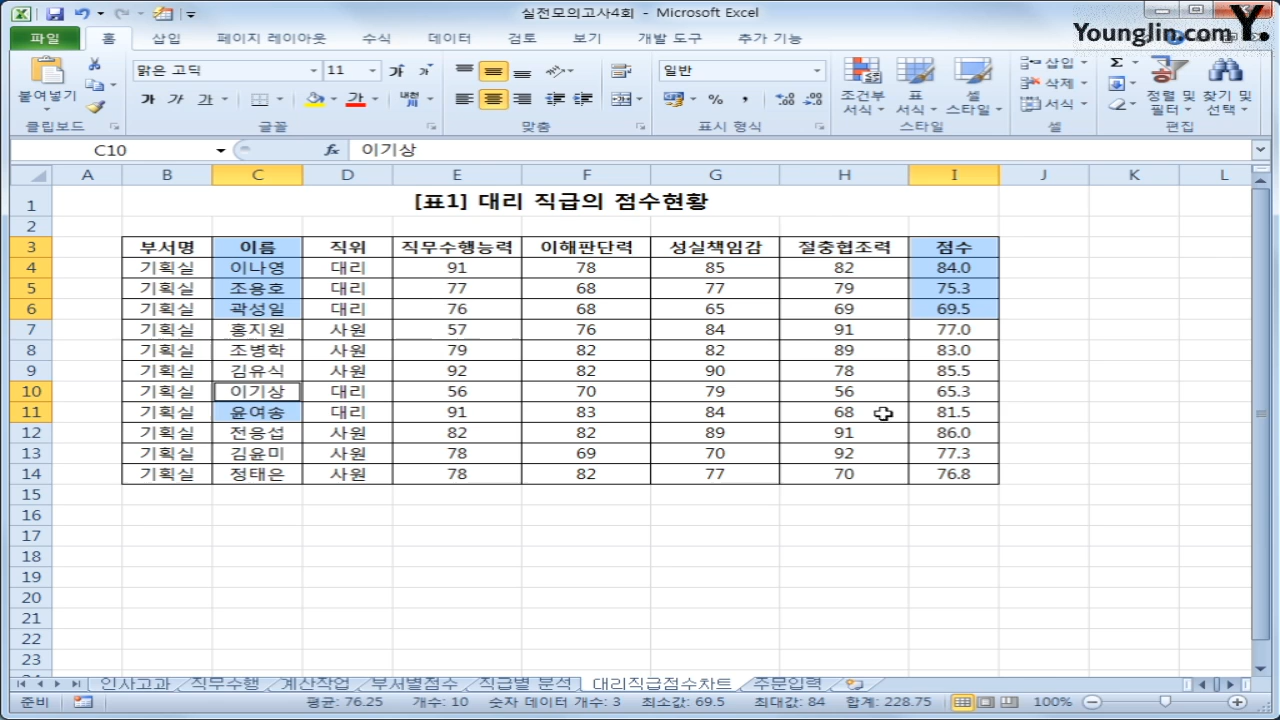 실전모의고사4회 - Microsoft Excel
Younglin.com
Y.
파일 홈 삽입 페이지 레이아웃 수식 데이터 검토 보기 개발 도구 추가 기능
붙여넣기
맑은 고딕 11
가 가 가
일반
조건부 서식
표 서식
셀 스타일
삽입
삭제
서식
정렬 및 필터
찾기 및 선택
클립보드 글꼴 맞춤 표시 형식 스타일 셀 편집
C10 fx 이기상
A B C D E F G H I J K L
1 [표1] 대리 직급의 점수현황
2
3 부서명 이름 직위 직무수행능력 이해판단력 성실책임감 절충협조력 점수
4 기획실 이나영 대리 91 78 85 82 84.0
5 기획실 조용호 대리 77 68 77 79 75.3
6 기획실 곽성일 대리 76 68 65 69 69.5
7 기획실 홍지원 사원 57 76 84 91 77.0
8 기획실 조병학 사원 79 82 82 89 83.0
9 기획실 김유식 사원 92 82 90 78 85.5
10 기획실 이기상 대리 56 70 79 56 65.3
11 기획실 윤여송 대리 91 83 84 68 81.5
12 기획실 전응섭 사원 82 82 89 91 86.0
13 기획실 김윤미 사원 78 69 70 92 77.3
14 기획실 정태은 사원 78 82 77 70 76.8
15
16
17
18
19
20
21
22
23
인사고과 직무수행 계산작업 부서별점수 직급별 분석 대리직급점수차트 주문입력
준비 평균: 76.25 개수: 10 숫자 데이터 개수: 3 최소값: 69.5 최대값: 84 합계: 228.75 100%